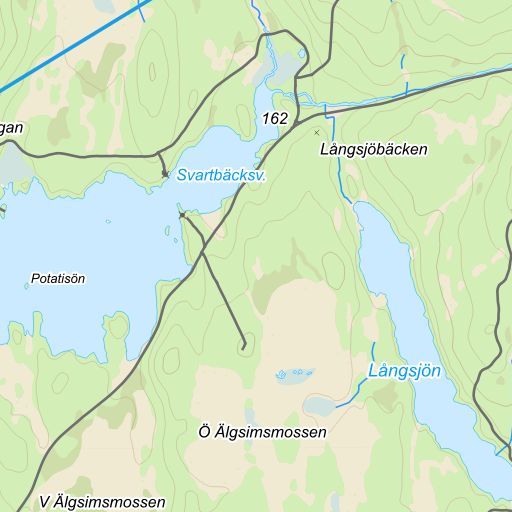 gan
162
Långsjöbäcken
Svartbäcksv.
Potatisön
Långsjön
Ö Älgsimsmossen
V Älgsimsmossen